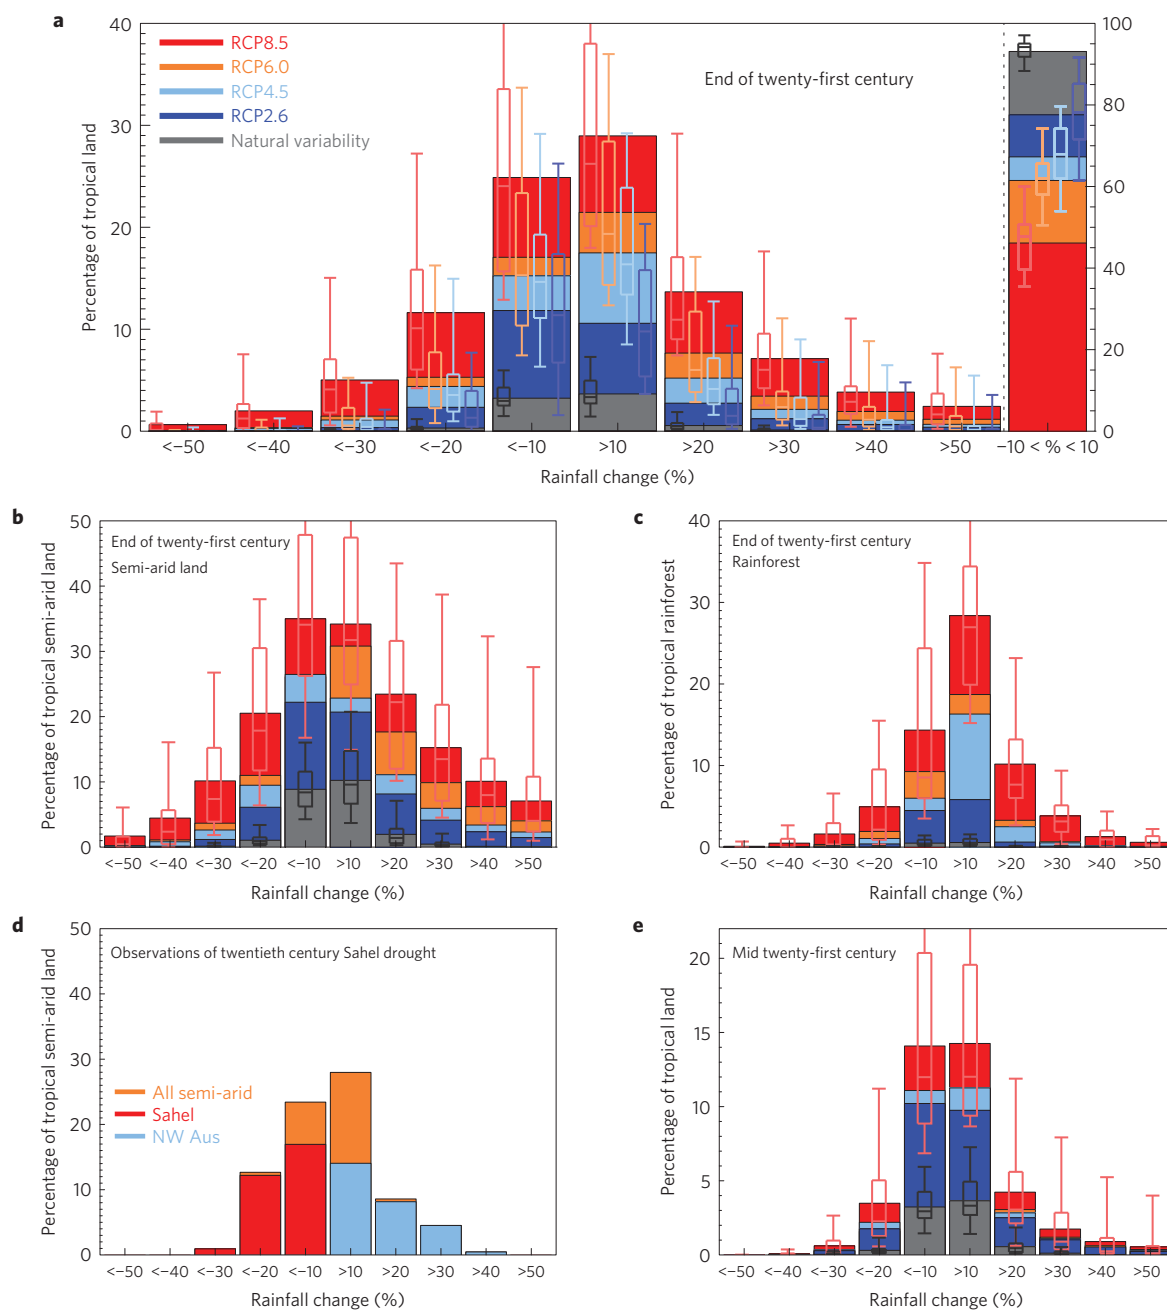 a
Percentage of tropical land
40
30
20
10
0
RCP8.5
RCP6.0
RCP4.5
RCP2.6
Natural variability
End of twenty-first century
100
80
60
40
20
0
<−50
<−40
<−30
<−20
<−10
>10
>20
>30
>40
>50
−10 < % < 10
Rainfall change (%)
b
Percentage of tropical semi-arid land
50
40
30
20
10
0
End of twenty-first century
Semi-arid land
<−50
<−40
<−30
<−20
<−10
>10
>20
>30
>40
>50
Rainfall change (%)
c
Percentage of tropical rainforest
40
30
20
10
0
End of twenty-first century
Rainforest
<−50
<−40
<−30
<−20
<−10
>10
>20
>30
>40
>50
Rainfall change (%)
d
Percentage of tropical semi-arid land
50
40
30
20
10
0
Observations of twentieth century Sahel drought
All semi-arid
Sahel
NW Aus
<−50
<−40
<−30
<−20
<−10
>10
>20
>30
>40
>50
Rainfall change (%)
e
Percentage of tropical land
20
15
10
5
0
Mid twenty-first century
<−50
<−40
<−30
<−20
<−10
>10
>20
>30
>40
>50
Rainfall change (%)